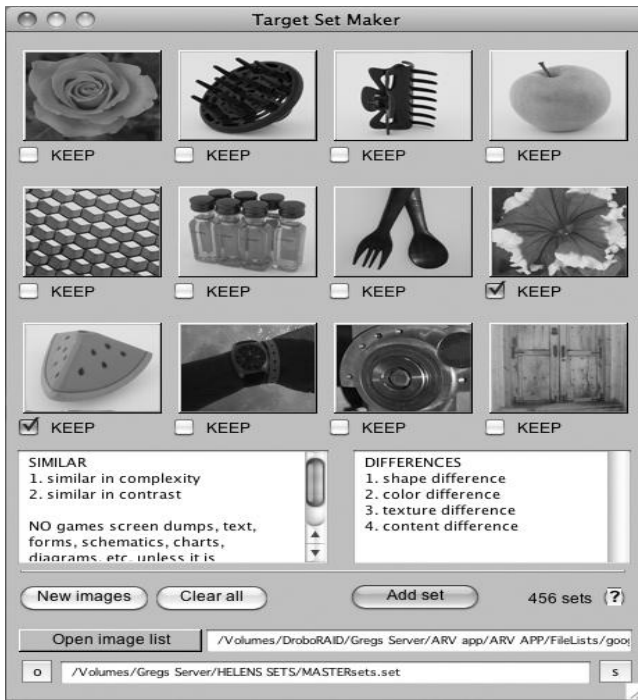 Target Set Maker
KEEP KEEP KEEP KEEP
KEEP KEEP KEEP KEEP
KEEP KEEP KEEP KEEP
SIMILAR
1. similar in complexity
2. similar in contrast
NO games screen dumps, text,
forms, schematics, charts,
diagrams, etc. unless it is
DIFFERENCES
1. shape difference
2. color difference
3. texture difference
4. content difference
New images Clear all Add set 456 sets ?
Open image list /Volumes/DroboRAID/Gregs Server/ARV app/ARV APP/FileLists/goog
o /Volumes/Gregs Server/HELENS SETS/MASTERsets.set s